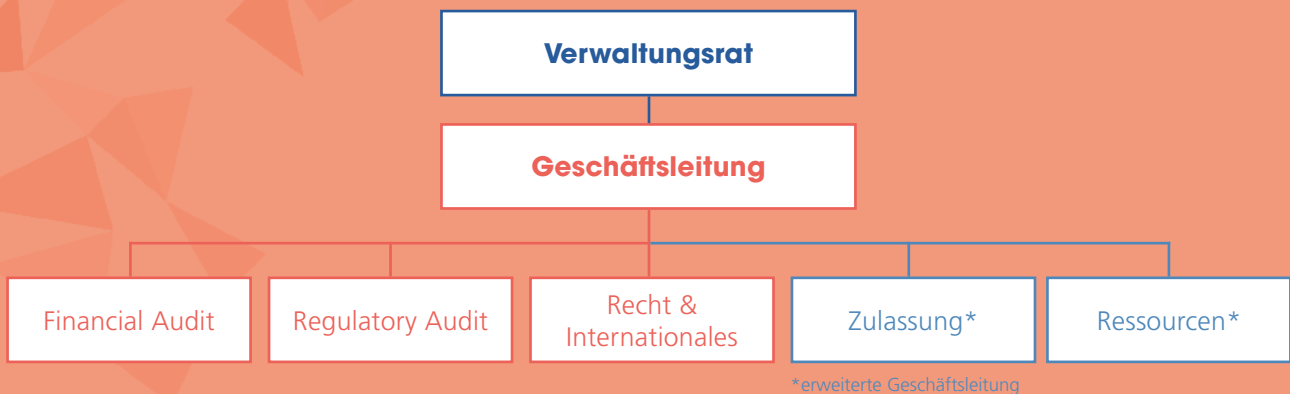 Verwaltungsrat
Geschäftsleitung
Financial Audit
Regulatory Audit
Recht &
Internationales
Zulassung*
Ressourcen*
*erweiterte Geschäftsleitung